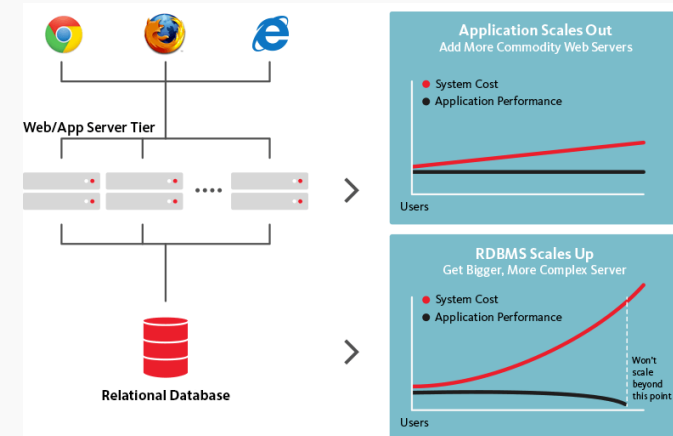 Web/App Server Tier
Relational Database
Application Scales Out
Add More Commodity Web Servers
System Cost
Application Performance
Users
RDBMS Scales Up
Get Bigger, More Complex Server
System Cost
Application Performance
Won't
scale
beyond
this point
Users